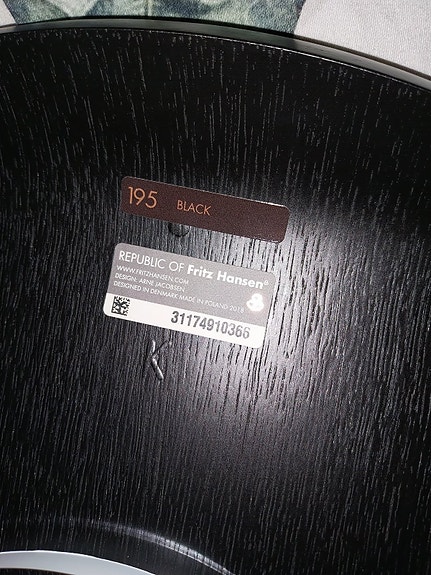 195 BLACK
REPUBLIC OF Fritz Hansen®
WWW.FRITZHANSEN.COM
DESIGN: ARNE JACOBSEN
DESIGNED IN DENMARK MADE IN POLAND 2018
31174910366
K